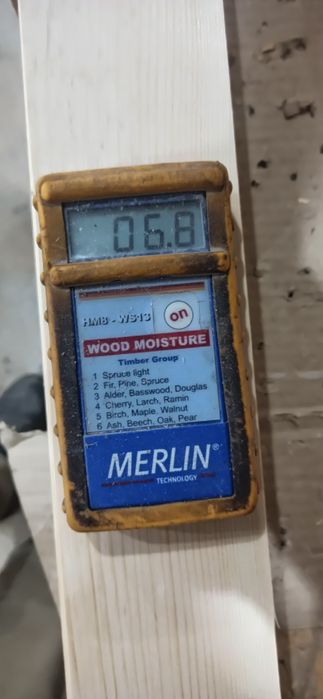 06.8
HM8 - WS13
on
WOOD MOISTURE
Timber Group
1 Spruce light
2 Fir, Pine, Spruce
3 Alder, Basswood, Douglas
4 Cherry, Larch, Ramin
5 Birch, Maple, Walnut
6 Ash, Beech, Oak, Pear
MERLIN®
TECHNOLOGY